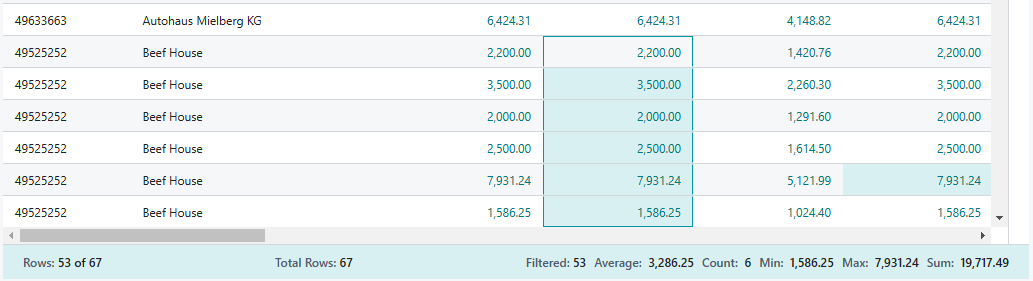 49633663 Autohaus Mielberg KG 6,424.31 6,424.31 4,148.82 6,424.31
49525252 Beef House 2,200.00 2,200.00 1,420.76 2,200.00
49525252 Beef House 3,500.00 3,500.00 2,260.30 3,500.00
49525252 Beef House 2,000.00 2,000.00 1,291.60 2,000.00
49525252 Beef House 2,500.00 2,500.00 1,614.50 2,500.00
49525252 Beef House 7,931.24 7,931.24 5,121.99 7,931.24
49525252 Beef House 1,586.25 1,586.25 1,024.40 1,586.25
Rows: 53 of 67 Total Rows: 67 Filtered: 53 Average: 3,286.25 Count: 6 Min: 1,586.25 Max: 7,931.24 Sum: 19,717.49